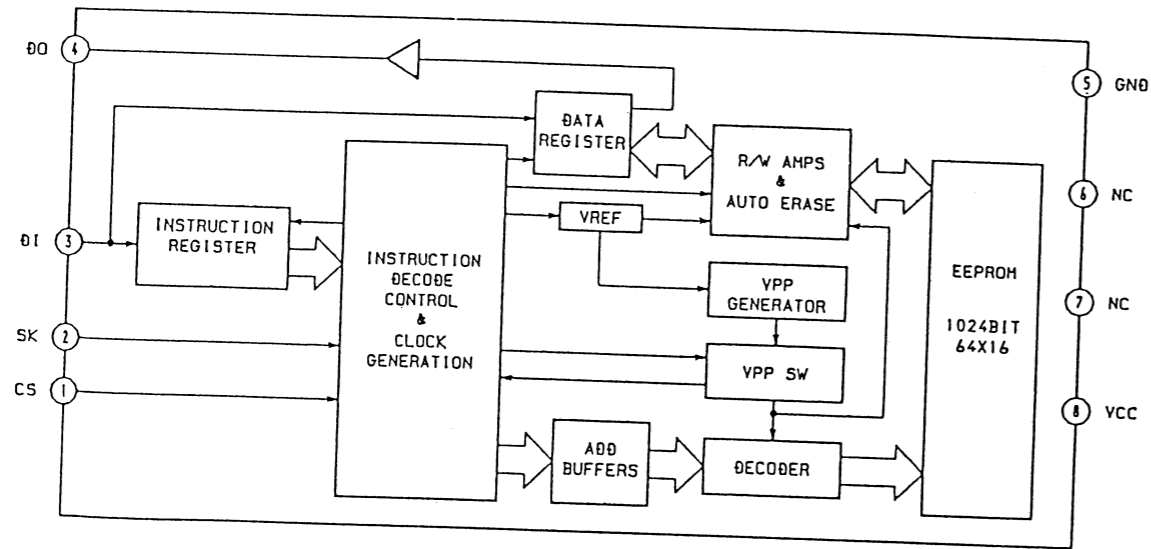 DO 4
5 GND
DATA
REGISTER
R/W AMPS
&
AUTO ERASE
6 NC
INSTRUCTION
REGISTER
VREF
DI 3
INSTRUCTION
DECODE
CONTROL
&
CLOCK
GENERATION
VPP
GENERATOR
EEPROM
1024BIT
64X16
7 NC
SK 2
VPP SW
CS 1
8 VCC
ADD
BUFFERS
DECODER